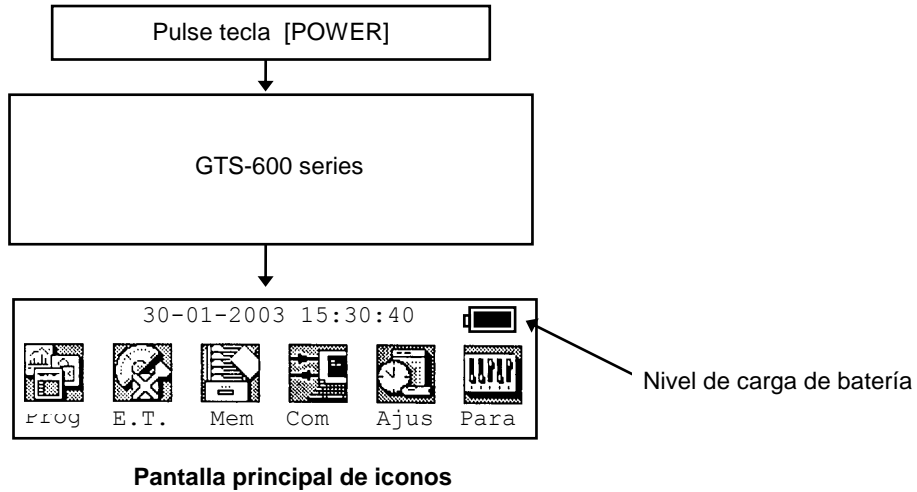 Pulse tecla [POWER]
GTS-600 series
30-01-2003 15:30:40
Prog E.T. Mem Com Ajus Para
Nivel de carga de batería
Pantalla principal de iconos